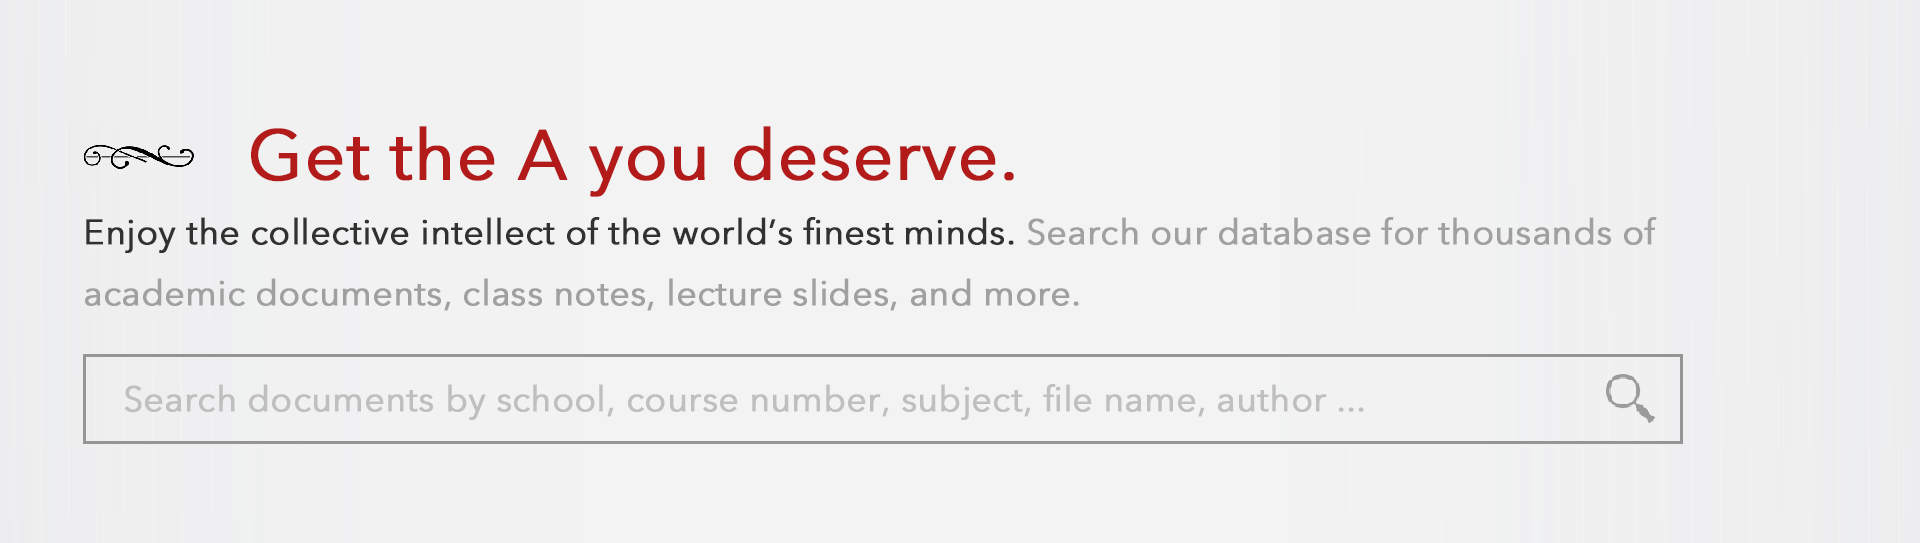 Get the A you deserve.
Enjoy the collective intellect of the world’s finest minds. Search our database for thousands of
academic documents, class notes, lecture slides, and more.
Search documents by school, course number, subject, file name, author ...